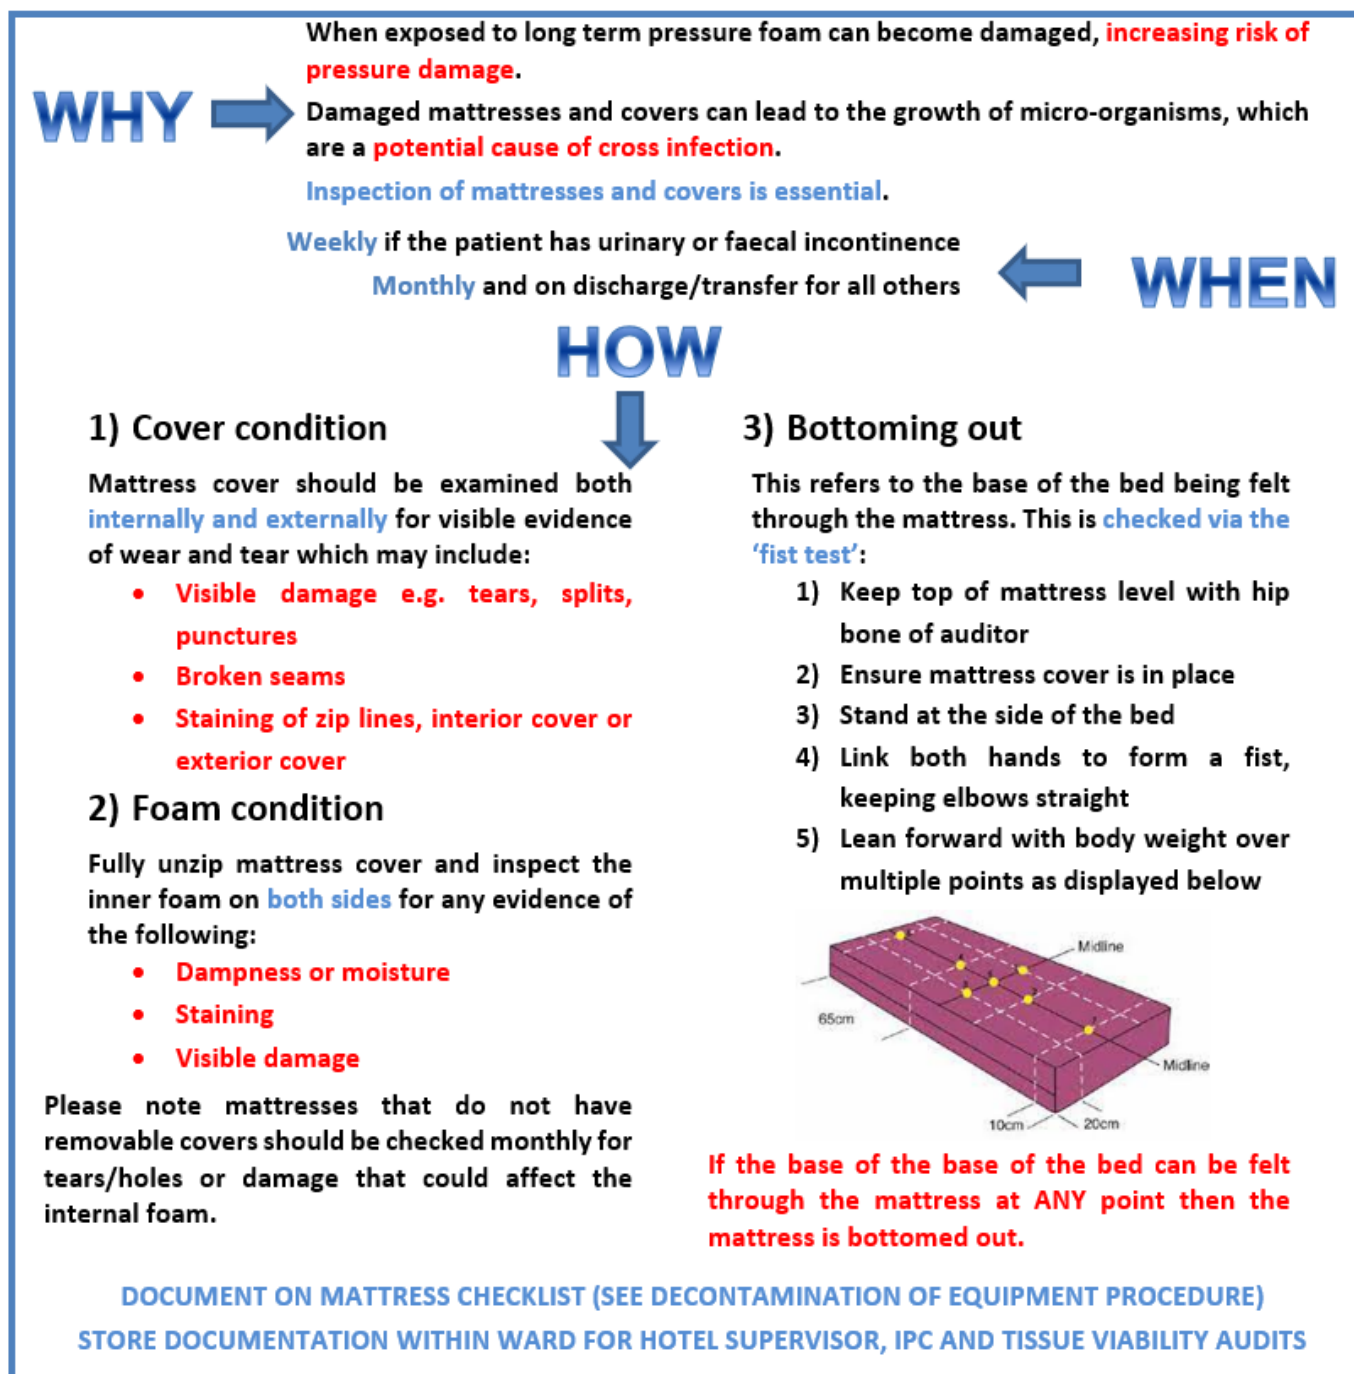 When exposed to long term pressure foam can become damaged, increasing risk of
pressure damage.
WHY
Damaged mattresses and covers can lead to the growth of micro-organisms, which
are a potential cause of cross infection.
Inspection of mattresses and covers is essential.
Weekly if the patient has urinary or faecal incontinence
Monthly and on discharge/transfer for all others
WHEN
HOW
1) Cover condition
Mattress cover should be examined both
internally and externally for visible evidence
of wear and tear which may include:
• Visible damage e.g. tears, splits,
punctures
• Broken seams
• Staining of zip lines, interior cover or
exterior cover
2) Foam condition
Fully unzip mattress cover and inspect the
inner foam on both sides for any evidence of
the following:
• Dampness or moisture
• Staining
• Visible damage
Please note mattresses that do not have
removable covers should be checked monthly for
tears/holes or damage that could affect the
internal foam.
3) Bottoming out
This refers to the base of the bed being felt
through the mattress. This is checked via the
‘fist test’:
1) Keep top of mattress level with hip
bone of auditor
2) Ensure mattress cover is in place
3) Stand at the side of the bed
4) Link both hands to form a fist,
keeping elbows straight
5) Lean forward with body weight over
multiple points as displayed below
Midline
65cm
Midline
10cm
20cm
If the base of the base of the bed can be felt
through the mattress at ANY point then the
mattress is bottomed out.
DOCUMENT ON MATTRESS CHECKLIST (SEE DECONTAMINATION OF EQUIPMENT PROCEDURE)
STORE DOCUMENTATION WITHIN WARD FOR HOTEL SUPERVISOR, IPC AND TISSUE VIABILITY AUDITS